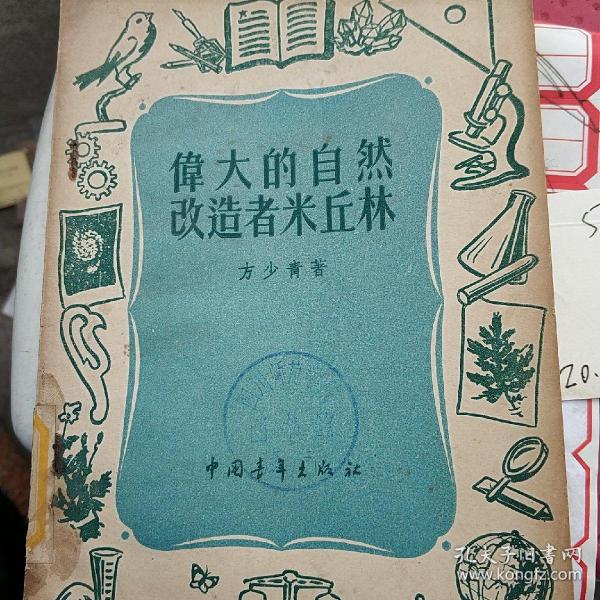 偉大的自然
改造者米丘林
方少青著
中国青年出版社
20.
孔夫子旧书网
www.kongfz.com